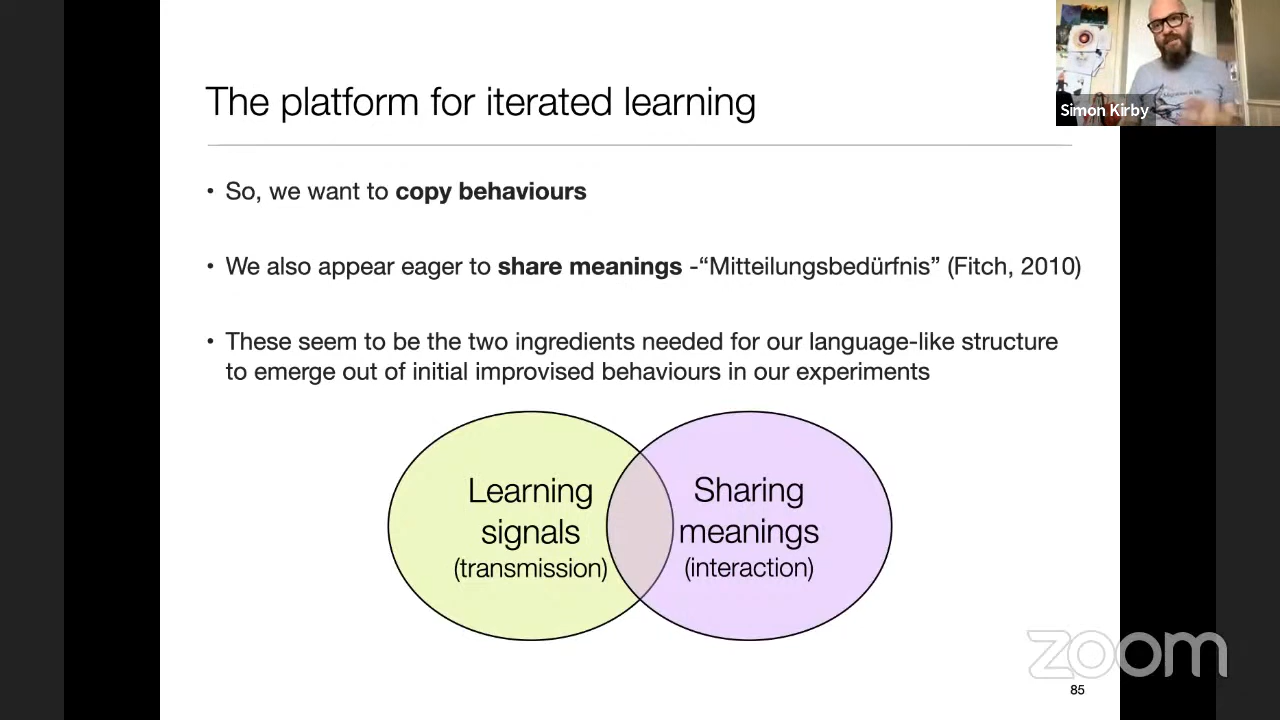 The platform for iterated learning
Simon Kirby
• So, we want to copy behaviours
• We also appear eager to share meanings -“Mitteilungsbedürfnis” (Fitch, 2010)
• These seem to be the two ingredients needed for our language-like structure
to emerge out of initial improvised behaviours in our experiments
Learning
signals
(transmission)
Sharing
meanings
(interaction)
zoom
85